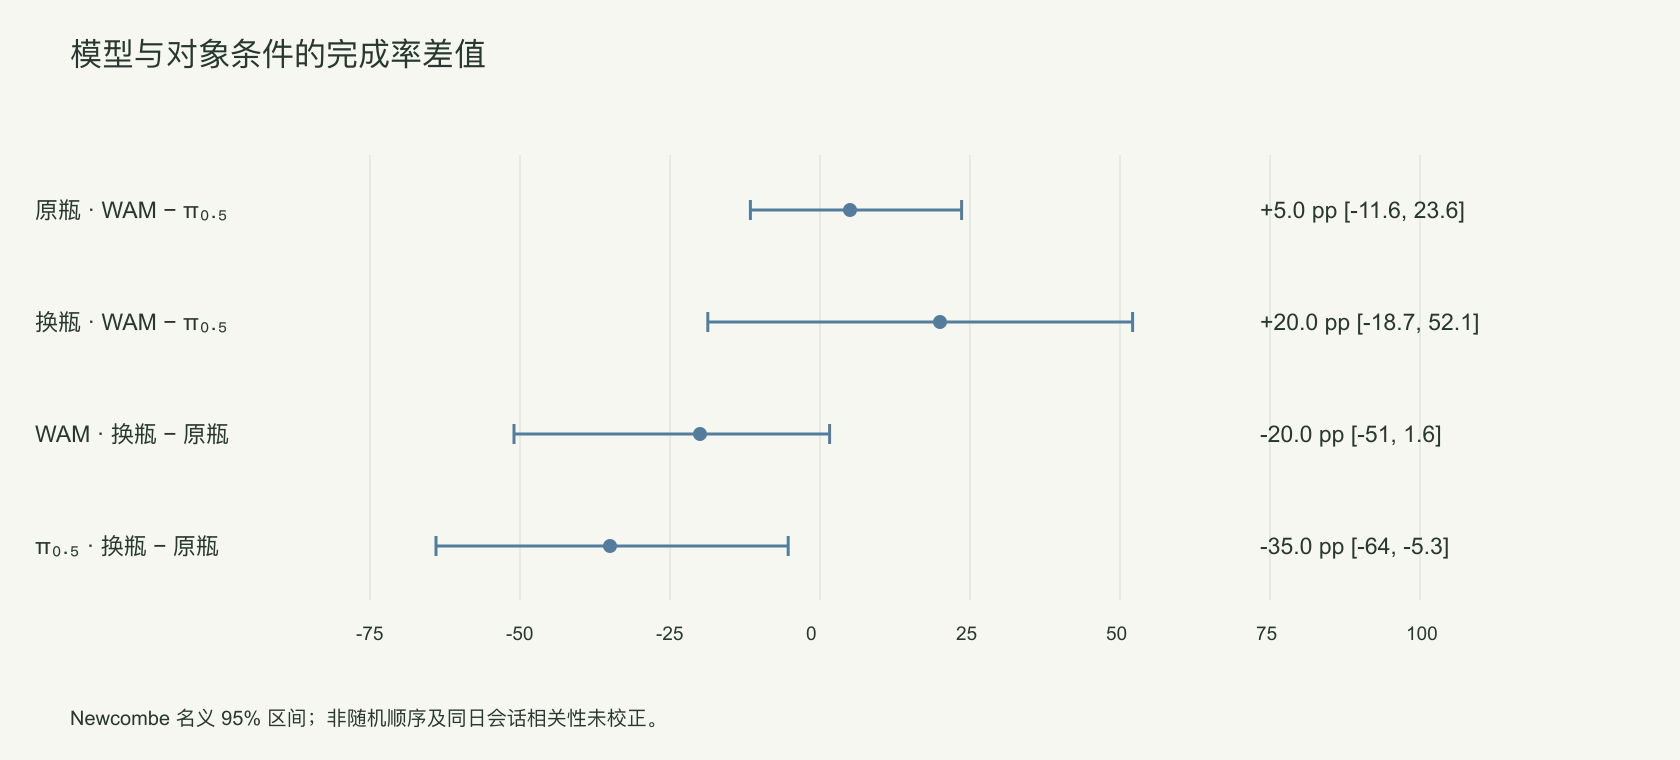 模型与对象条件的完成率差值
原瓶 · WAM − π₀.₅ +5.0 pp [-11.6, 23.6]
换瓶 · WAM − π₀.₅ +20.0 pp [-18.7, 52.1]
WAM · 换瓶 − 原瓶 -20.0 pp [-51, 1.6]
π₀.₅ · 换瓶 − 原瓶 -35.0 pp [-64, -5.3]
-75 -50 -25 0 25 50 75 100
Newcombe 名义 95% 区间；非随机顺序及同日会话相关性未校正。